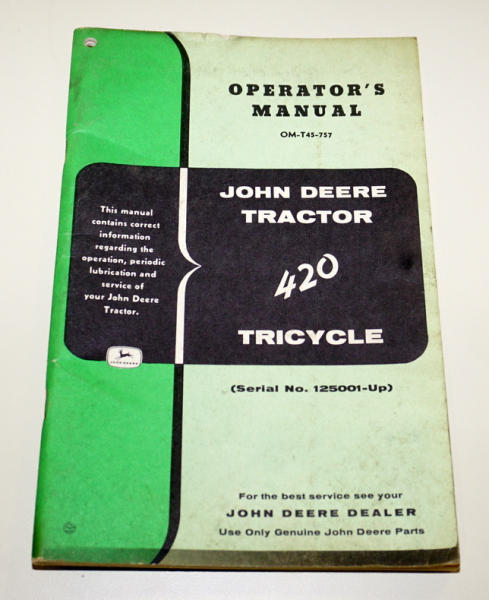 OPERATOR'S
MANUAL
OM-T45-757
This manual
contains correct
information
regarding the
operation, periodic
lubrication and
service of
your John Deere
Tractor.
JOHN DEERE
JOHN DEERE
TRACTOR
420
TRICYCLE
(Serial No. 125001-Up)
For the best service see your
JOHN DEERE DEALER
Use Only Genuine John Deere Parts